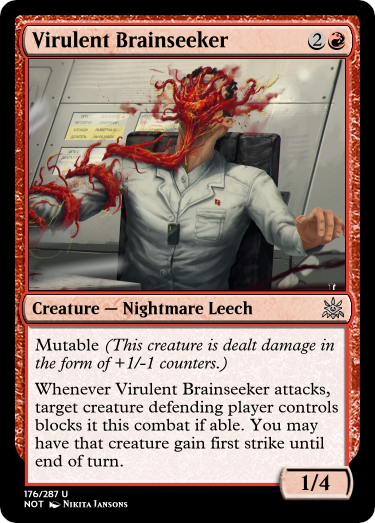 Virulent Brainseeker 2
Creature — Nightmare Leech
Mutable (This creature is dealt damage in
the form of +1/-1 counters.)
Whenever Virulent Brainseeker attacks,
target creature defending player controls
blocks it this combat if able. You may
have that creature gain first strike until
end of turn.
1/4
176/287 U
NOT Nikita Jansons